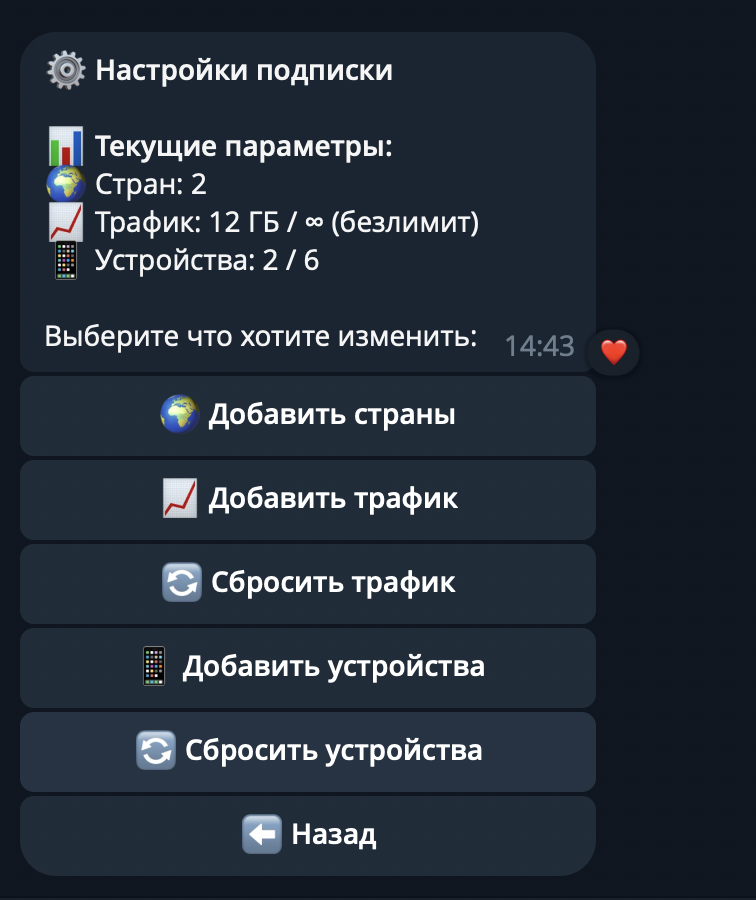 ⚙️ Настройки подписки
📊 Текущие параметры:
🌍 Стран: 2
📈 Трафик: 12 ГБ / ∞ (безлимит)
📱 Устройства: 2 / 6
Выберите что хотите изменить:
14:43
🌍 Добавить страны
📈 Добавить трафик
🔄 Сбросить трафик
📱 Добавить устройства
🔄 Сбросить устройства
⬅️ Назад